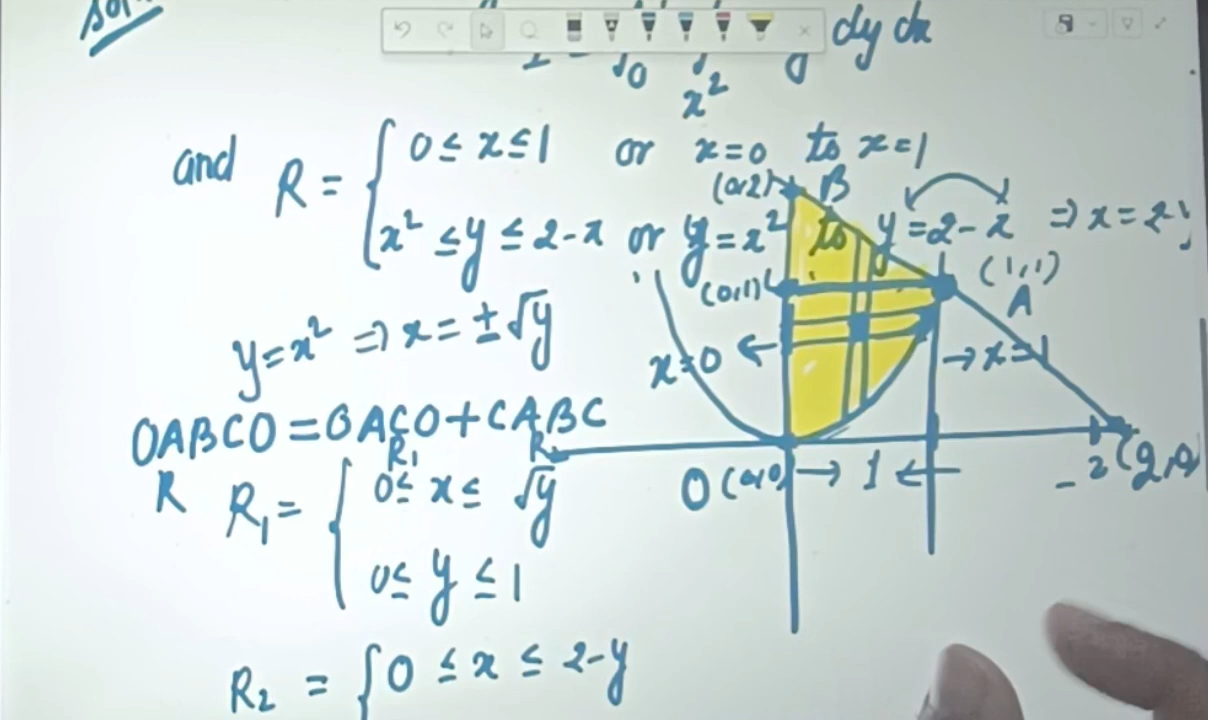 Soln
dy dx
0 x²
and R = { 0 ≤ x ≤ 1 or x=0 to x=1
x² ≤ y ≤ 2-x or y=x² to y=2-x ⇒ x=2-y
(0,2) B
(0,1)
(1,1)
A
y=x² ⇒ x = ±√y
x=0
→ x=1
OABCO = OACO + CABC
R R₁ R₂
O (0,0) → 1 ←
2 (2,0)
R₁ = { 0 ≤ x ≤ √y
0 ≤ y ≤ 1
R₂ = { 0 ≤ x ≤ 2-y